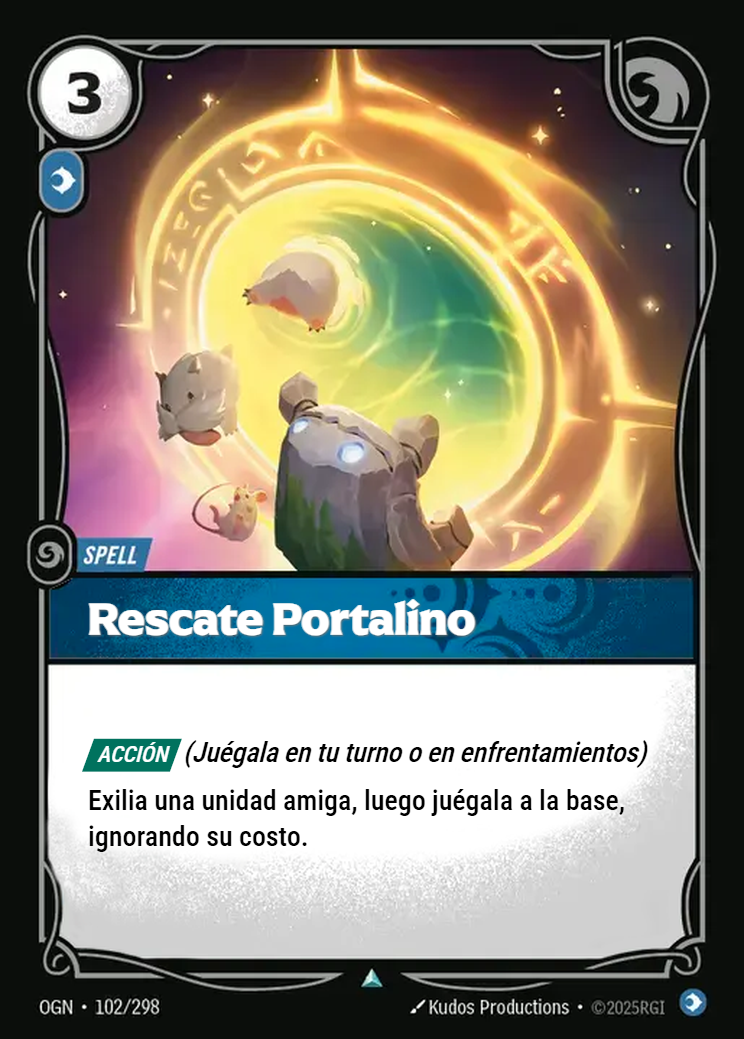 3
SPELL
Rescate Portalino
ACCIÓN (Juégala en tu turno o en enfrentamientos)
Exilia una unidad amiga, luego juégala a la base,
ignorando su costo.
OGN • 102/298
Kudos Productions • ©2025RGI